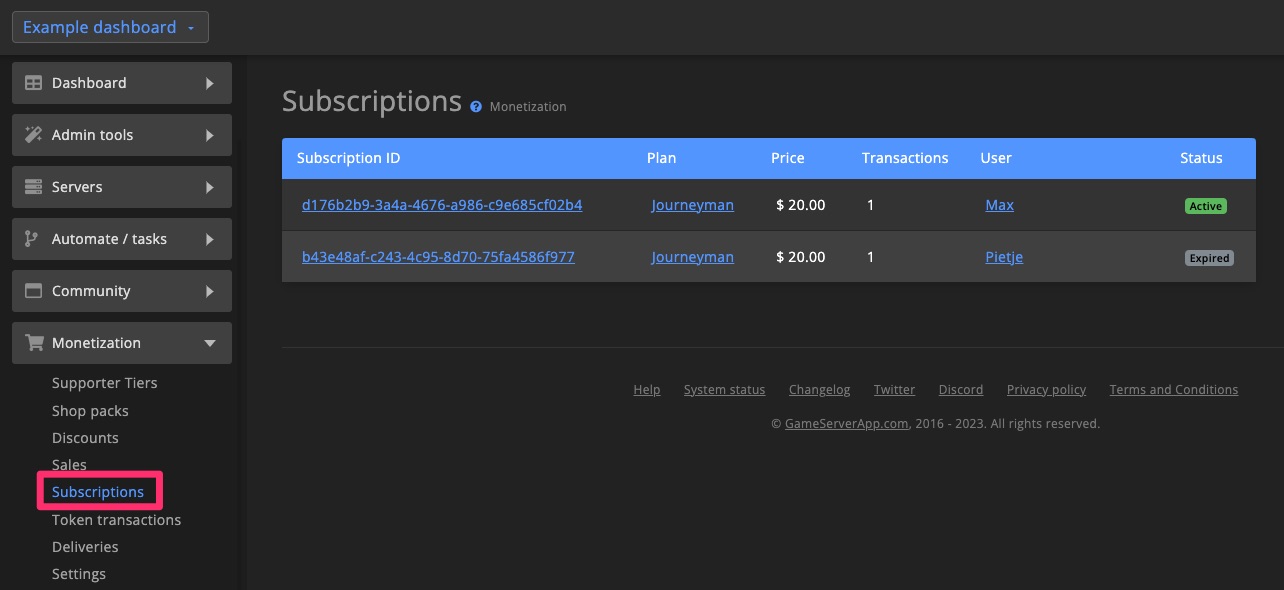 Example dashboard
Dashboard
Admin tools
Servers
Automate / tasks
Community
Monetization
Supporter Tiers
Shop packs
Discounts
Sales
Subscriptions
Token transactions
Deliveries
Settings
Subscriptions ? Monetization
Subscription ID Plan Price Transactions User Status
d176b2b9-3a4a-4676-a986-c9e685cf02b4 Journeyman $ 20.00 1 Max Active
b43e48af-c243-4c95-8d70-75fa4586f977 Journeyman $ 20.00 1 Pietje Expired
Help System status Changelog Twitter Discord Privacy policy Terms and Conditions
© GameServerApp.com, 2016 - 2023. All rights reserved.